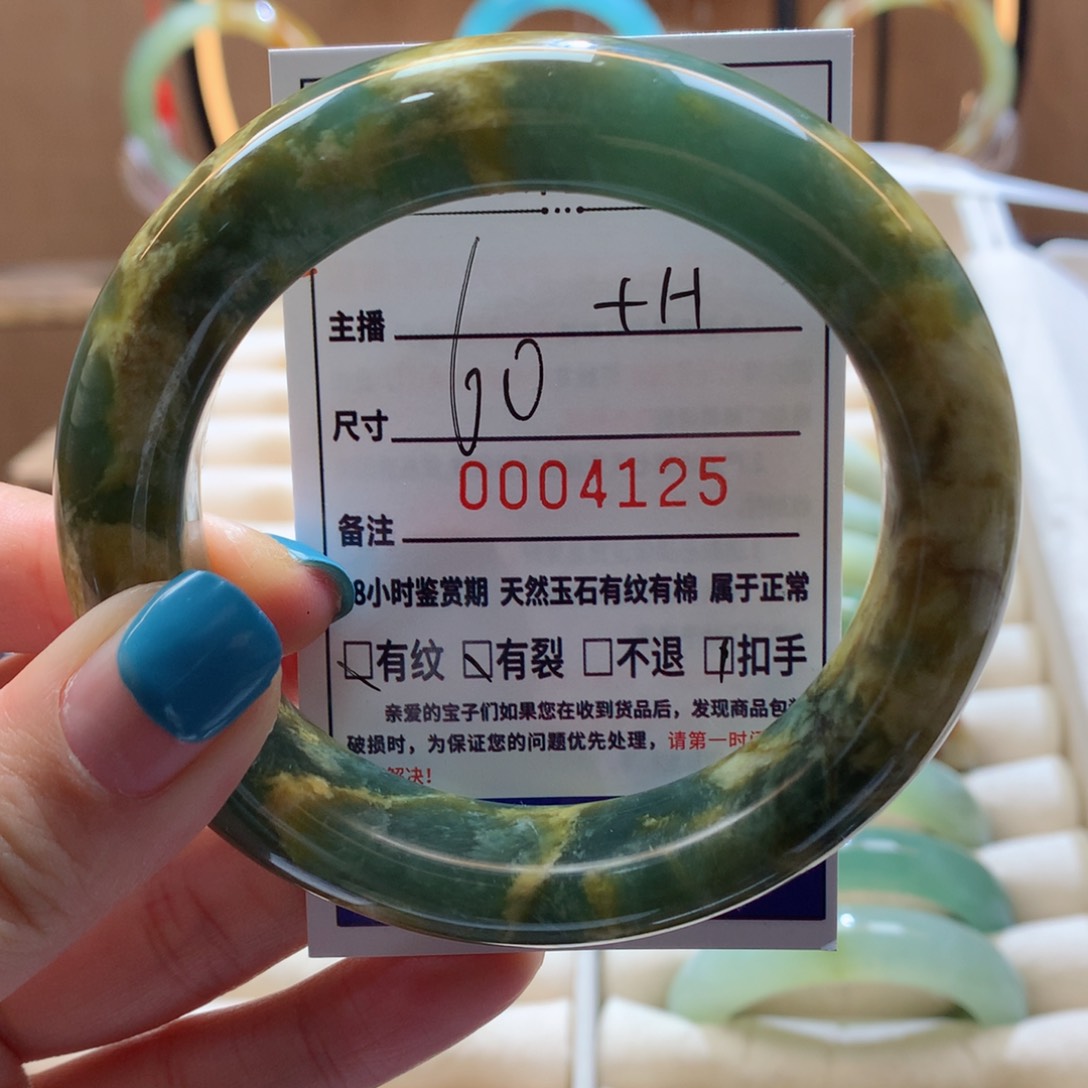 主播 +H
尺寸 60
0004125
备注
8小时鉴赏期 天然玉石有纹有棉 属于正常
有纹 有裂 不退 扣手
亲爱的宝子们如果您在收到货品后，发现商品包
破损时，为保证您的问题优先处理，请第一时
解决！